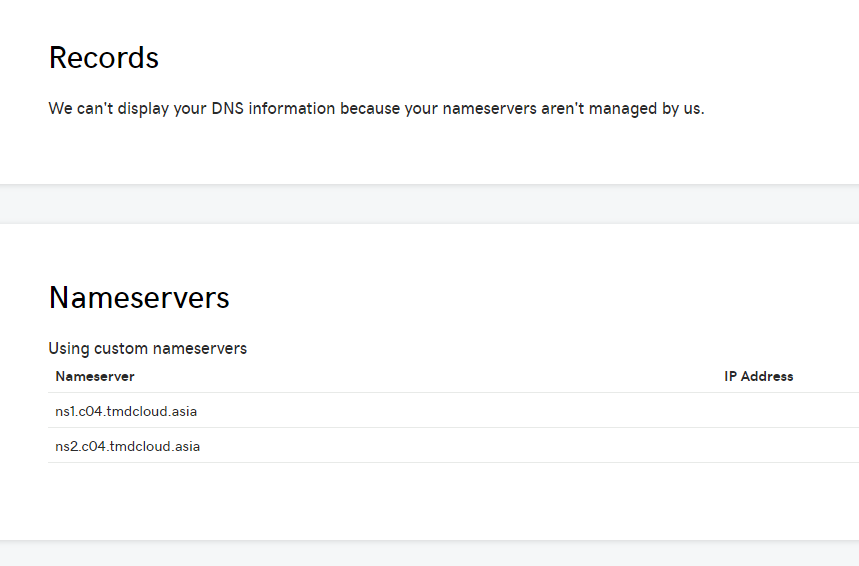 Records
We can't display your DNS information because your nameservers aren't managed by us.
Nameservers
Using custom nameservers
Nameserver IP Address
ns1.c04.tmdcloud.asia
ns2.c04.tmdcloud.asia